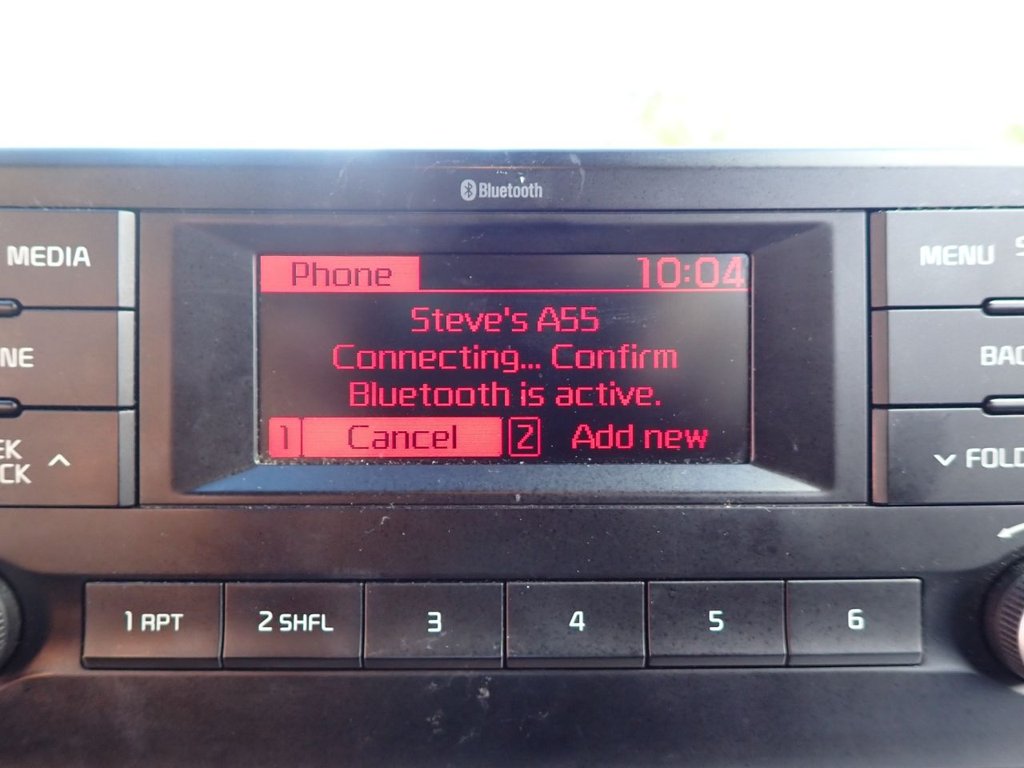 Bluetooth
MEDIA
MENU
Phone 10:04
Steve's A55
Connecting... Confirm
Bluetooth is active.
1 Cancel 2 Add new
1 RPT 2 SHFL 3 4 5 6